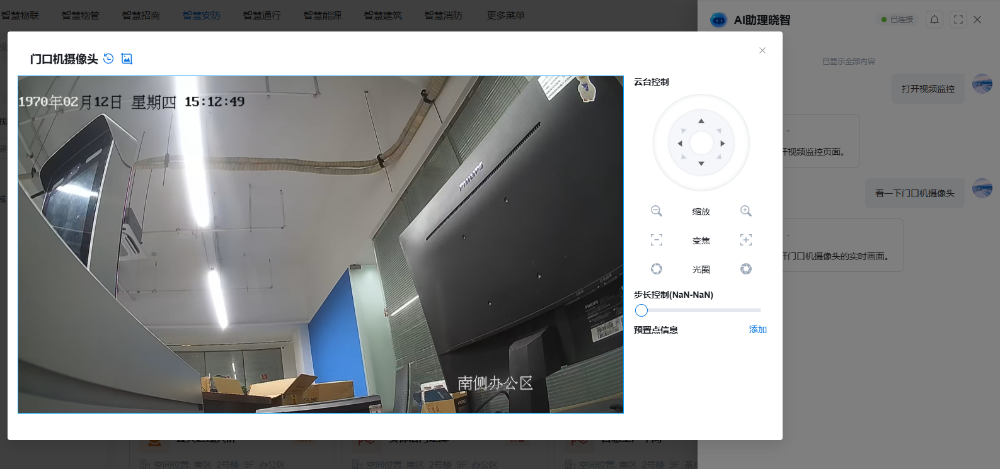 智慧物联 智慧物管 智慧招商 智慧安防 智慧通行 智慧能源 智慧建筑 智慧消防 更多菜单
AI助理晓智
已连接
已显示全部内容
打开视频监控
开视频监控页面。
看一下门口机摄像头
开门口机摄像头的实时画面。
门口机摄像头
1970年02月12日 星期四 15:12:49
PHILIPS
PHILIPS
AOC
南侧办公区
云台控制
缩放
变焦
光圈
步长控制(NaN-NaN)
预置点信息 添加
空间位置: 南区 2号楼 9F 办公区
空间位置: 南区 2号楼 9F 办公区
空间位置: 南区 2号楼 9F 茶水